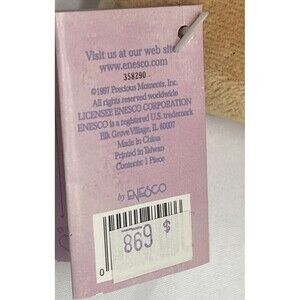 Visit us at our web site
www.enesco.com
358290
©1997 Precious Moments, Inc.
All rights reserved worldwide
LICENSEE ENESCO CORPORATION
ENESCO is a registered U.S. trademark
Elk Grove Village, IL 60007
Made in China
Printed in Taiwan
Contents: 1 Piece
by ENESCO
$ 869
0